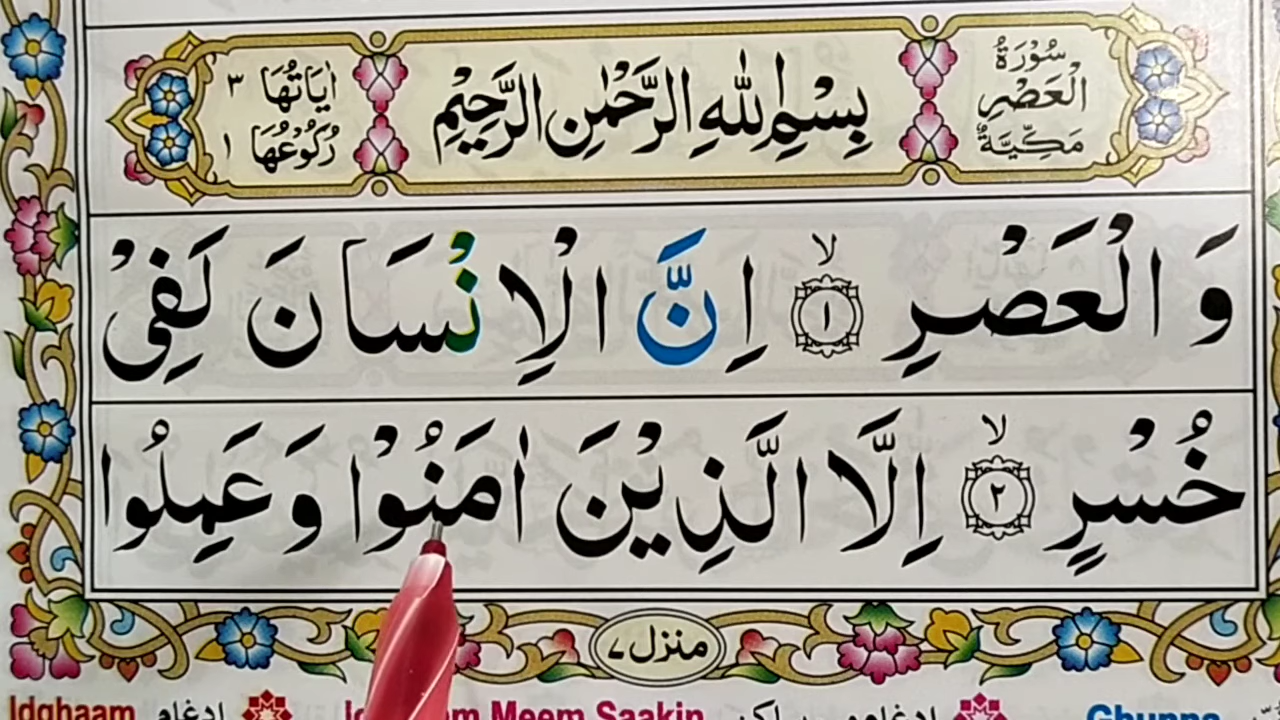 سُوْرَةُ الْعَصْرِ مَكِّيَّةٌ
بِسْمِ اللّٰهِ الرَّحْمٰنِ الرَّحِيْمِ
اٰيَاتُهَا ٣
رُكُوْعُهَا ١
وَ الْعَصْرِ ۙ ١ اِنَّ الْاِنْسَانَ لَفِيْ
خُسْرٍ ۙ ٢ اِلَّا الَّذِيْنَ اٰمَنُوْا وَ عَمِلُوا
منزل ٧
Idghaam ادغام Meem Saakin Ghunna